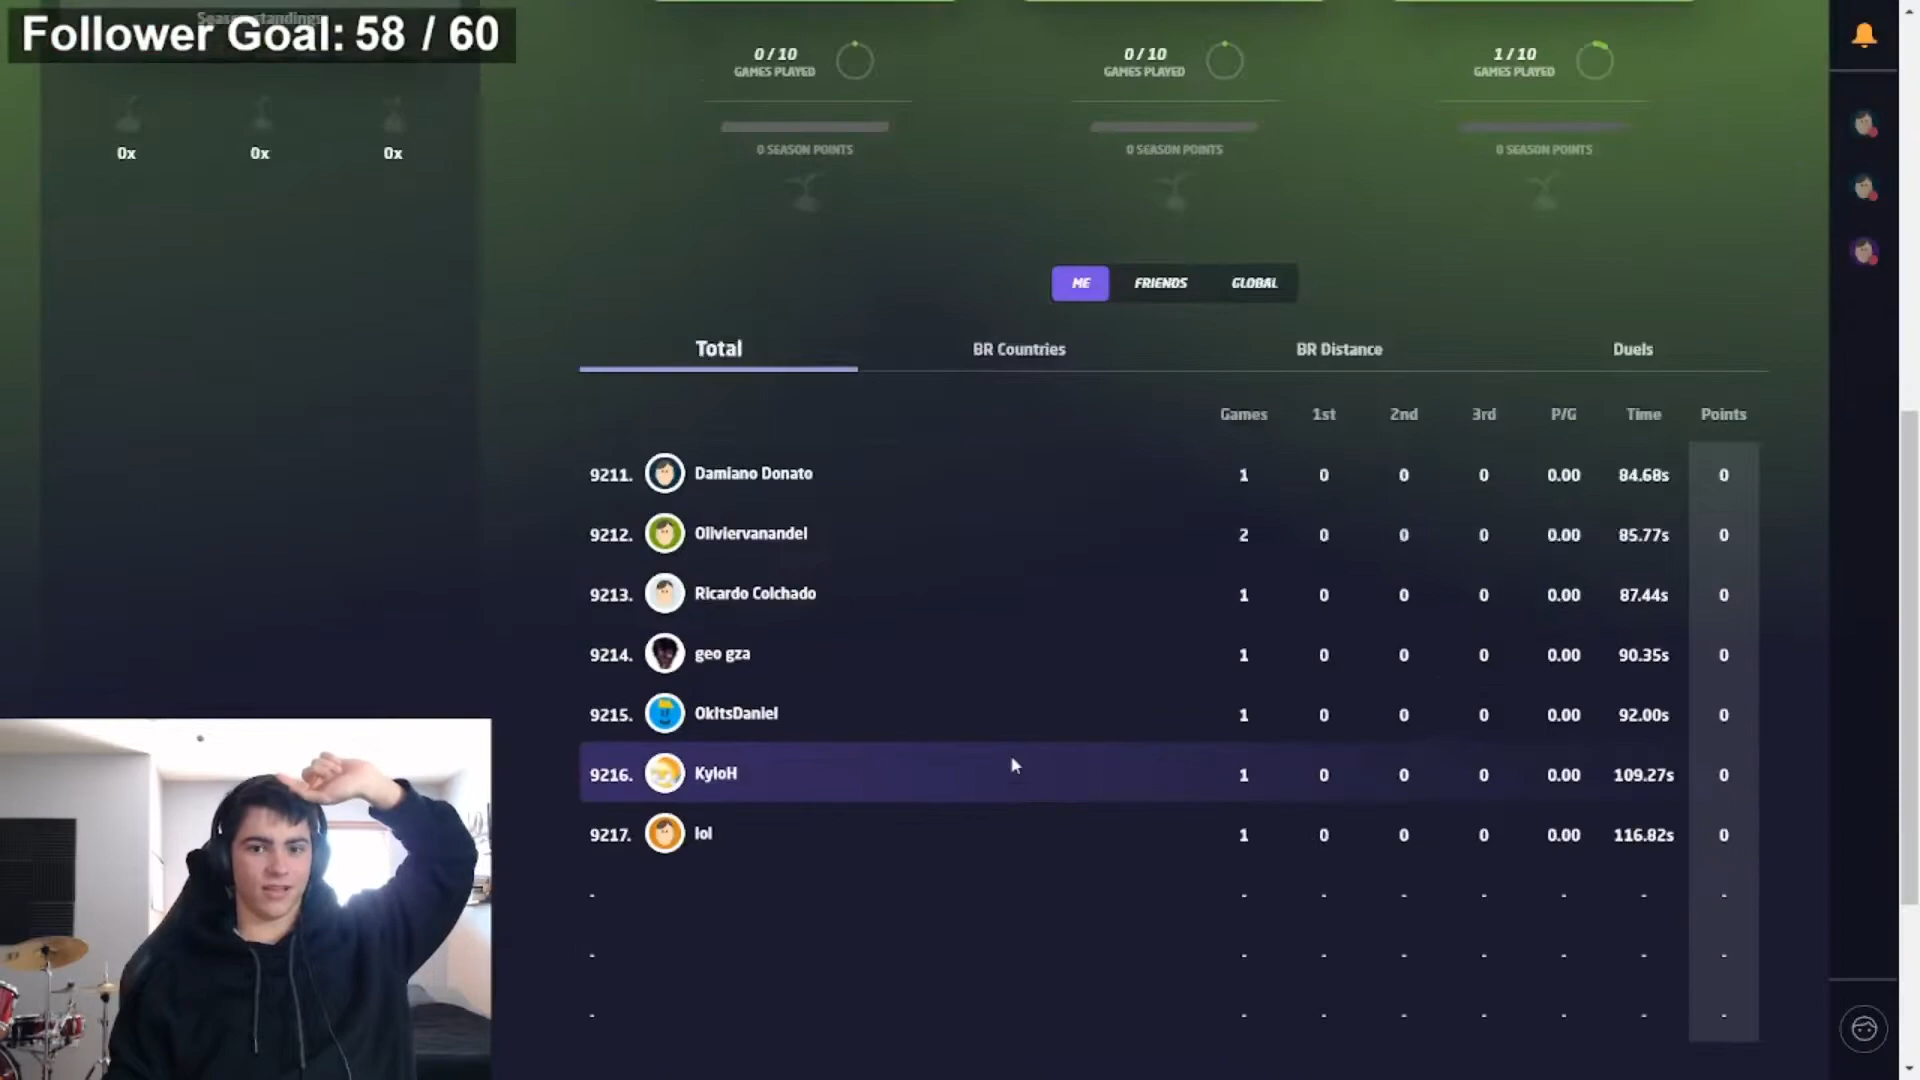 Season standings
Follower Goal: 58 / 60
0x 0x 0x
0 / 10
GAMES PLAYED
0 SEASON POINTS
0 / 10
GAMES PLAYED
0 SEASON POINTS
1 / 10
GAMES PLAYED
0 SEASON POINTS
ME FRIENDS GLOBAL
Total BR Countries BR Distance Duels
Games 1st 2nd 3rd P/G Time Points
9211. Damiano Donato 1 0 0 0 0.00 84.68s 0
9212. Oliviervanandel 2 0 0 0 0.00 85.77s 0
9213. Ricardo Colchado 1 0 0 0 0.00 87.44s 0
9214. geo gza 1 0 0 0 0.00 90.35s 0
9215. OkItsDaniel 1 0 0 0 0.00 92.00s 0
9216. KyloH 1 0 0 0 0.00 109.27s 0
9217. lol 1 0 0 0 0.00 116.82s 0
- - - - - - - -
- - - - - - - -
- - - - - - - -